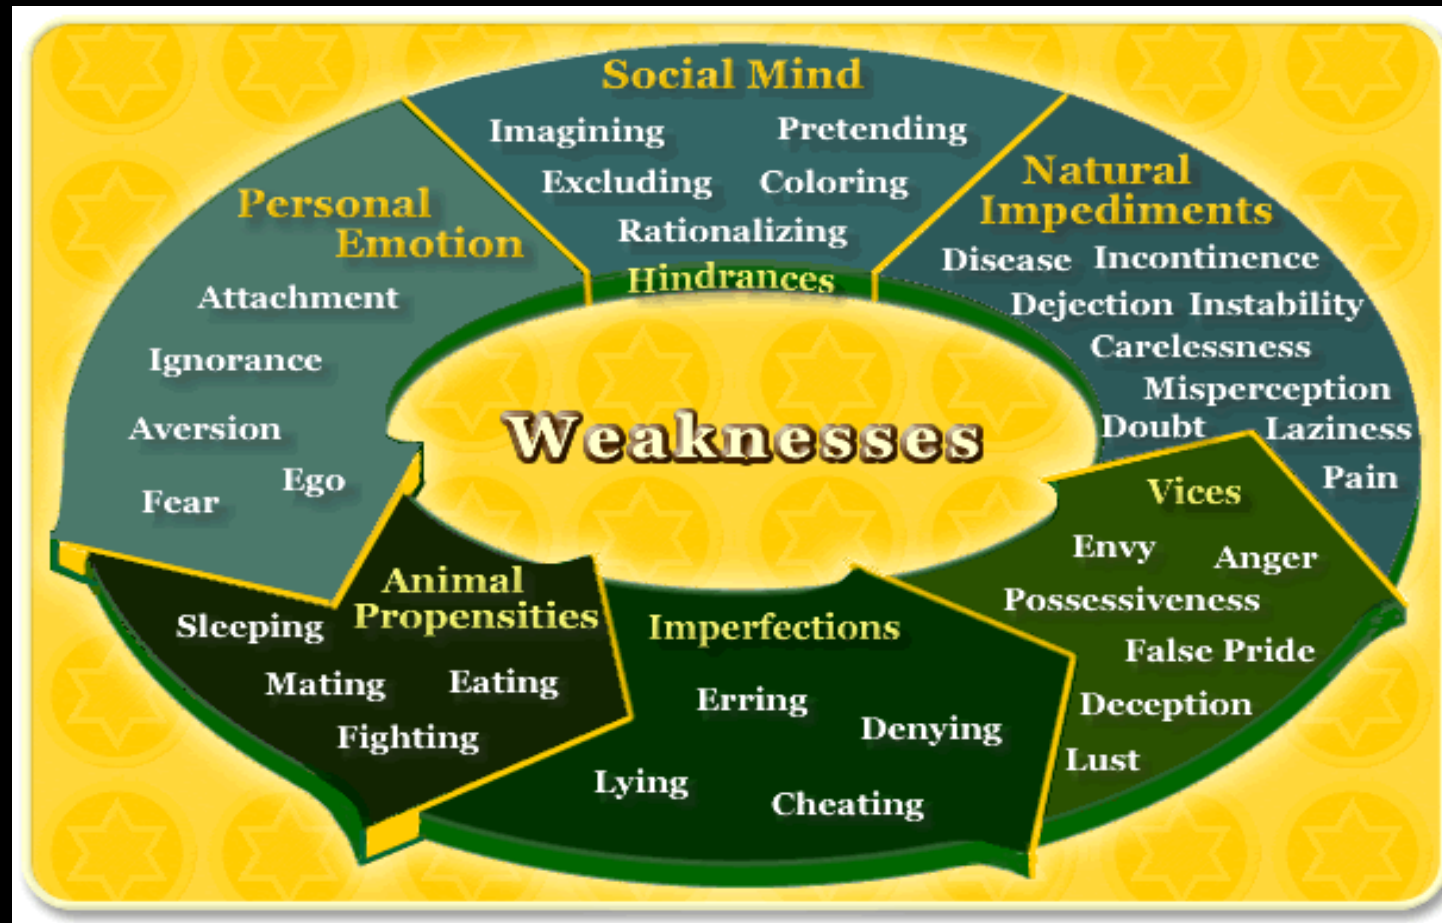 Social Mind
Imagining Pretending
Excluding Coloring
Rationalizing
Hindrances
Natural
Impediments
Disease Incontinence
Dejection Instability
Carelessness
Misperception
Doubt Laziness
Pain
Vices
Envy Anger
Possessiveness
False Pride
Deception
Lust
Imperfections
Erring
Denying
Lying
Cheating
Animal
Propensities
Sleeping
Mating Eating
Fighting
Personal
Emotion
Attachment
Ignorance
Aversion
Ego
Fear
Weaknesses